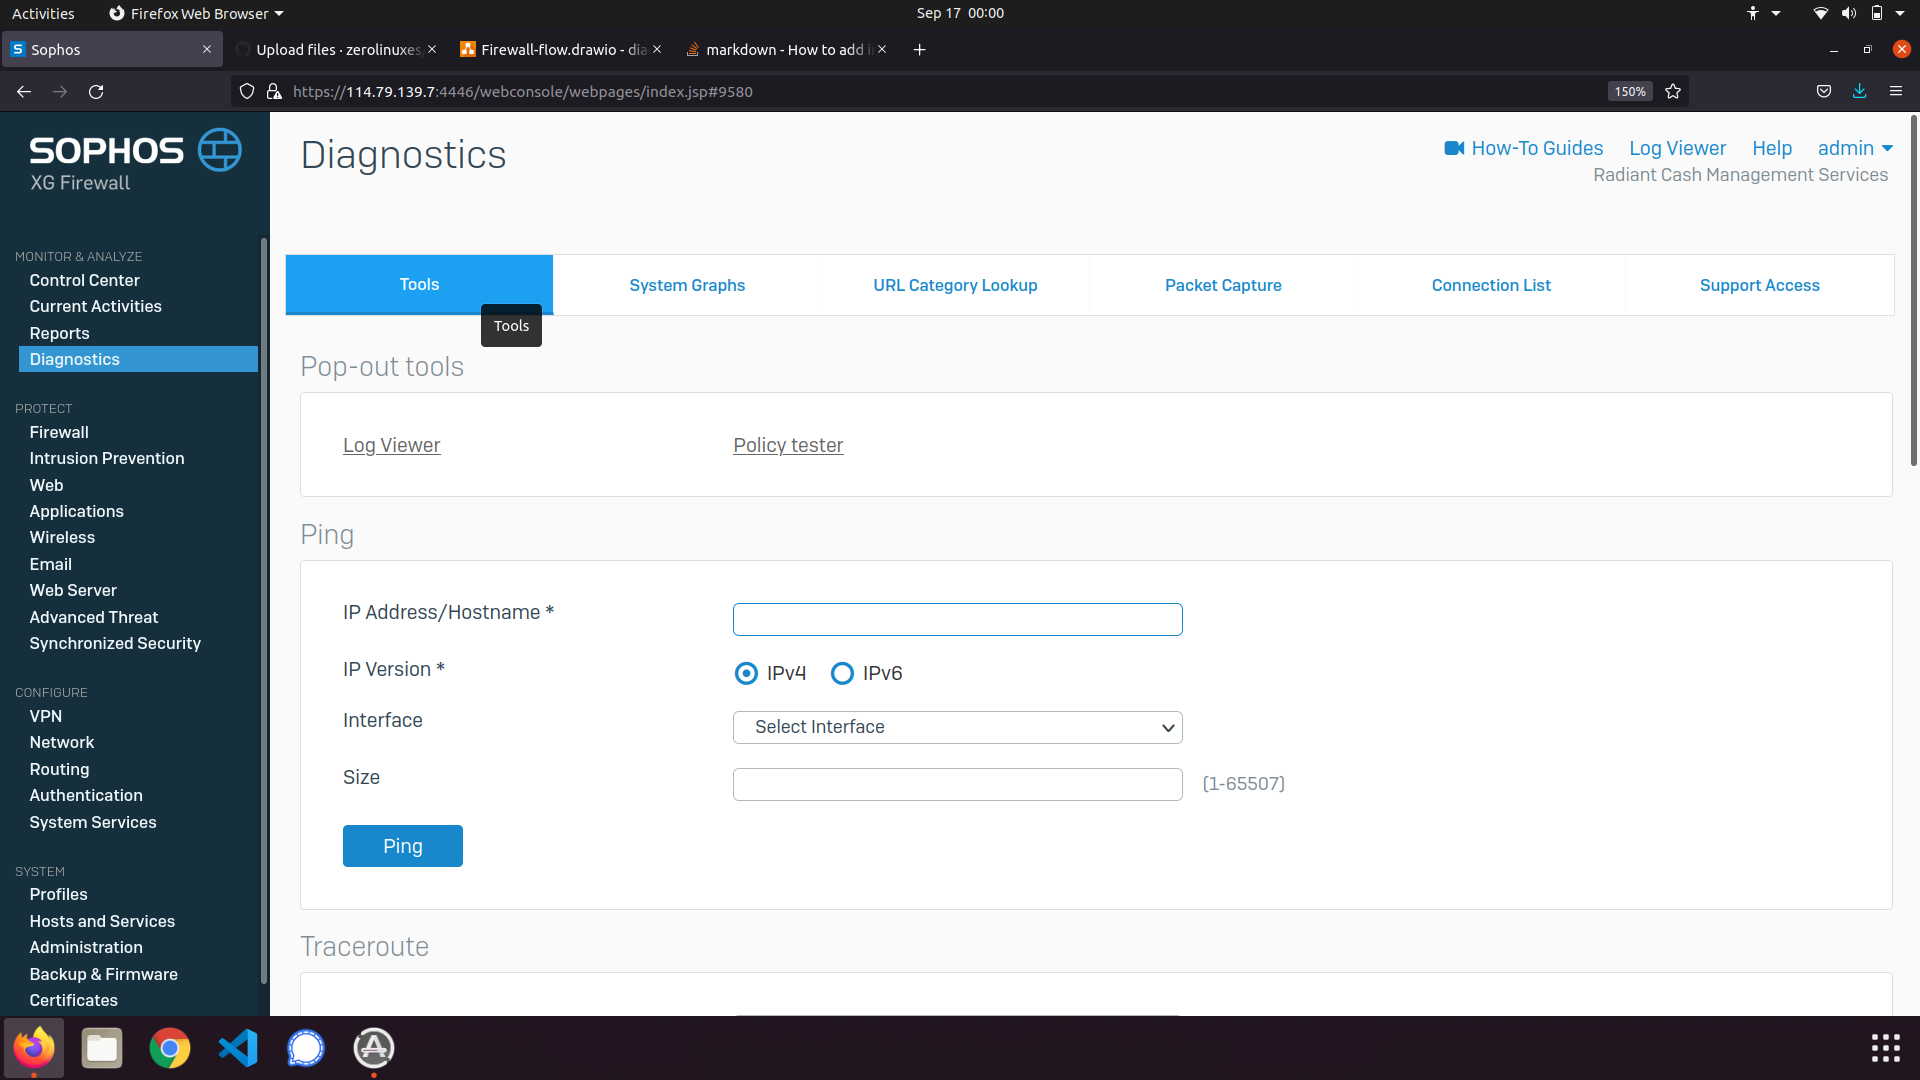 Activities
Firefox Web Browser
Sep 17 00:00
Sophos
Upload files · zerolinuxes/
Firewall-flow.drawio - dia
markdown - How to add i
https://114.79.139.7:4446/webconsole/webpages/index.jsp#9580
150%
SOPHOS
XG Firewall
Diagnostics
How-To Guides
Log Viewer
Help
admin
Radiant Cash Management Services
MONITOR & ANALYZE
Control Center
Current Activities
Reports
Diagnostics
PROTECT
Firewall
Intrusion Prevention
Web
Applications
Wireless
Email
Web Server
Advanced Threat
Synchronized Security
CONFIGURE
VPN
Network
Routing
Authentication
System Services
SYSTEM
Profiles
Hosts and Services
Administration
Backup & Firmware
Certificates
Tools
System Graphs
URL Category Lookup
Packet Capture
Connection List
Support Access
Tools
Pop-out tools
Log Viewer
Policy tester
Ping
IP Address/Hostname *
IP Version *
IPv4
IPv6
Interface
Select Interface
Size
(1-65507)
Ping
Traceroute